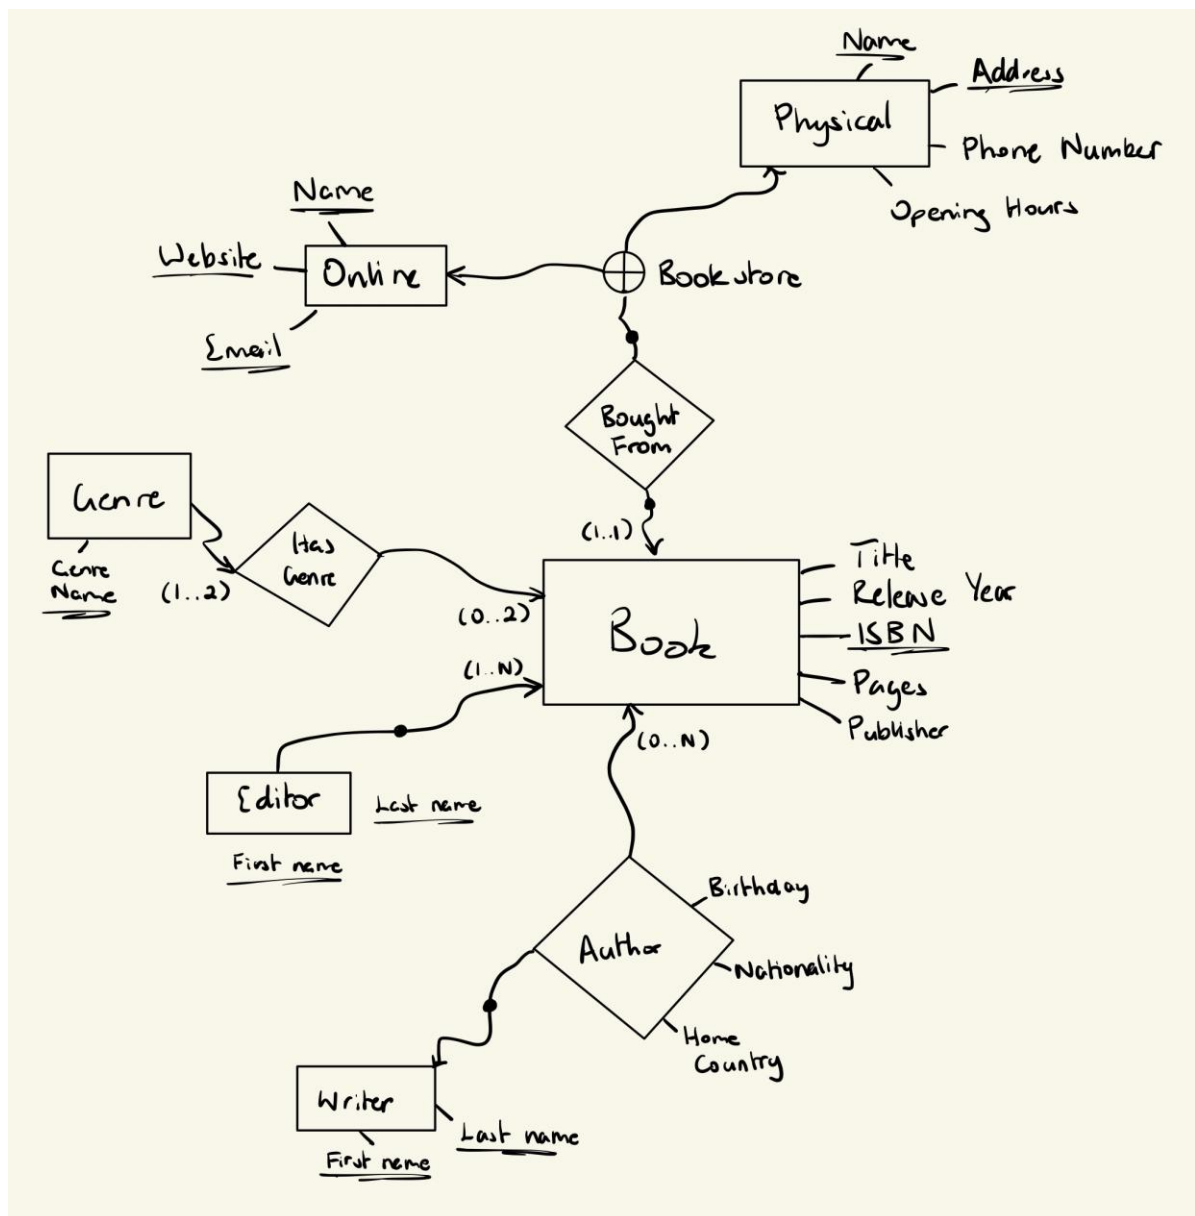 Name
Address
Physical
Phone Number
Opening Hours
Name
Website
Online
Email
Bookstore
Bought
From
(1..1)
Genre
Genre
Name
(1..2)
Has
Genre
(0..2)
Book
Title
Release Year
ISBN
Pages
Publisher
(1..N)
(0..N)
Editor
Last name
First name
Author
Birthday
Nationality
Home
Country
Writer
Last name
First name